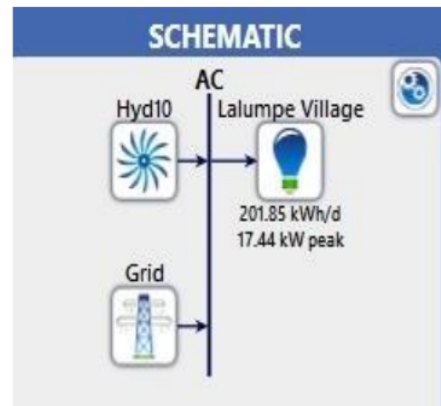 SCHEMATIC
AC
Hyd10
Lalumpe Village
201.85 kWh/d
17.44 kW peak
Grid